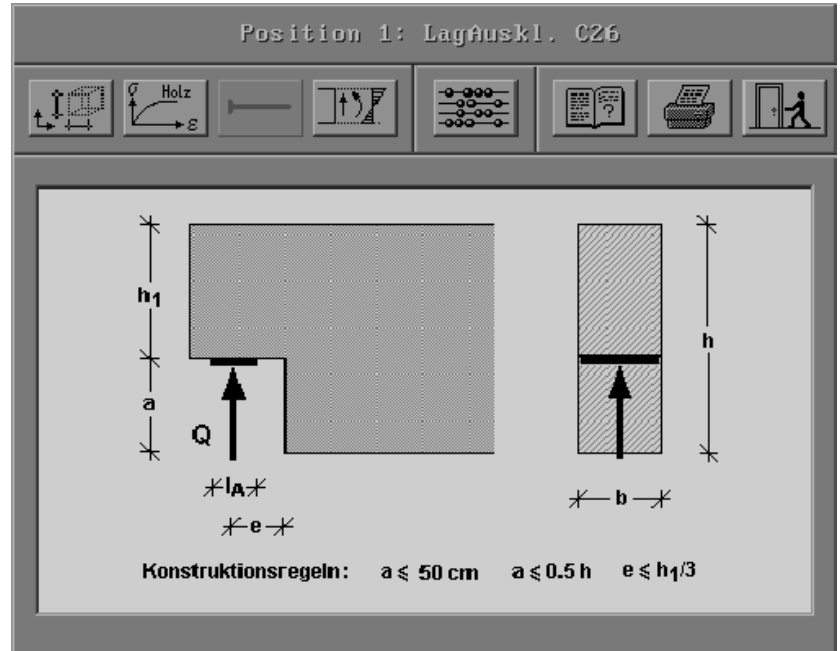 Position 1: LagAuskl. C26
σ Holz
ε
?
h1
a
Q
lA
e
h
b
Konstruktionsregeln: a ⩽ 50 cm a ⩽ 0.5 h e ⩽ h1/3